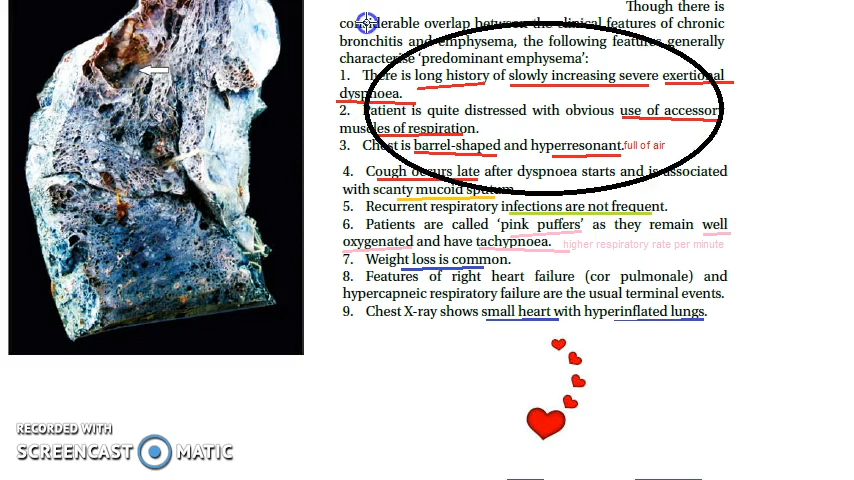 Though there is
considerable overlap between the clinical features of chronic
bronchitis and emphysema, the following features generally
characterise ‘predominant emphysema’:
1. There is long history of slowly increasing severe exertional
dyspnoea.
2. Patient is quite distressed with obvious use of accessory
muscles of respiration.
3. Chest is barrel-shaped and hyperresonant. full of air
4. Cough occurs late after dyspnoea starts and is associated
with scanty mucoid sputum.
5. Recurrent respiratory infections are not frequent.
6. Patients are called ‘pink puffers’ as they remain well
oxygenated and have tachypnoea. higher respiratory rate per minute
7. Weight loss is common.
8. Features of right heart failure (cor pulmonale) and
hypercapneic respiratory failure are the usual terminal events.
9. Chest X-ray shows small heart with hyperinflated lungs.
RECORDED WITH
SCREENCAST MATIC